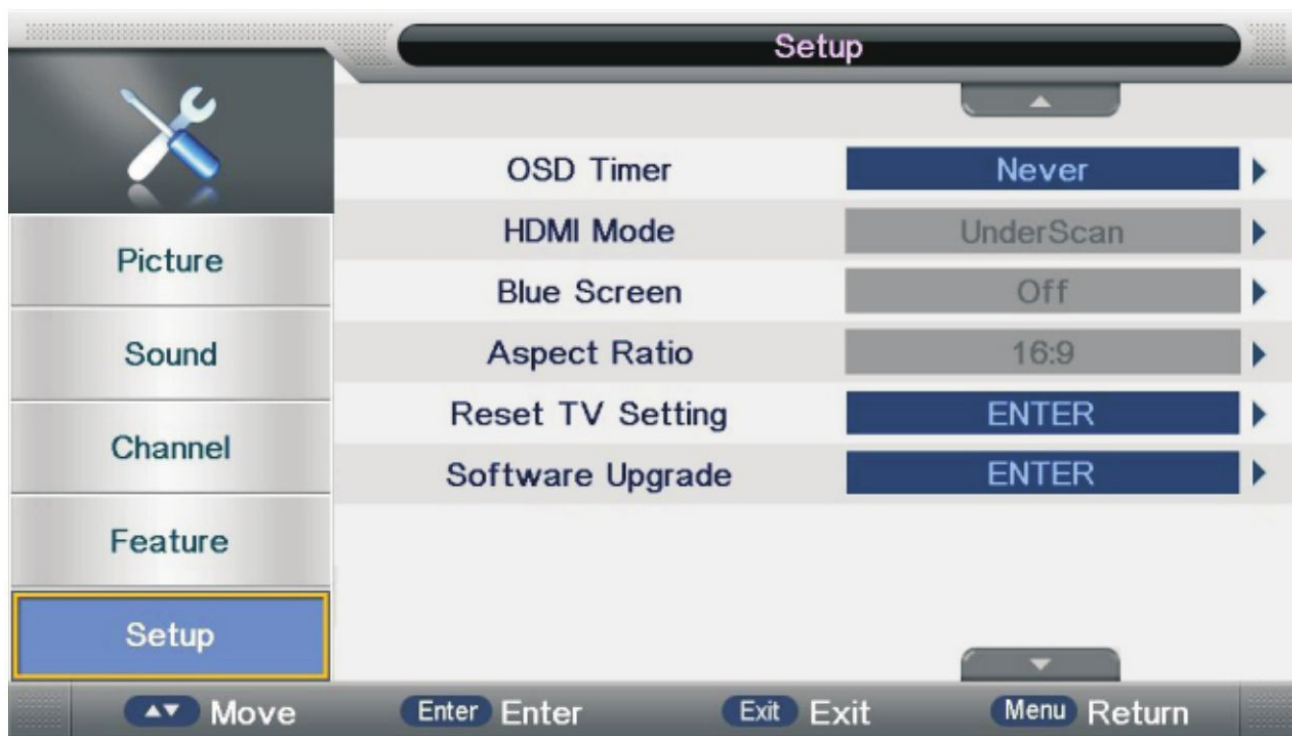 Setup
OSD Timer Never
HDMI Mode UnderScan
Picture
Blue Screen Off
Sound
Aspect Ratio 16:9
Reset TV Setting ENTER
Channel
Software Upgrade ENTER
Feature
Setup
Move Enter Enter Exit Exit Menu Return